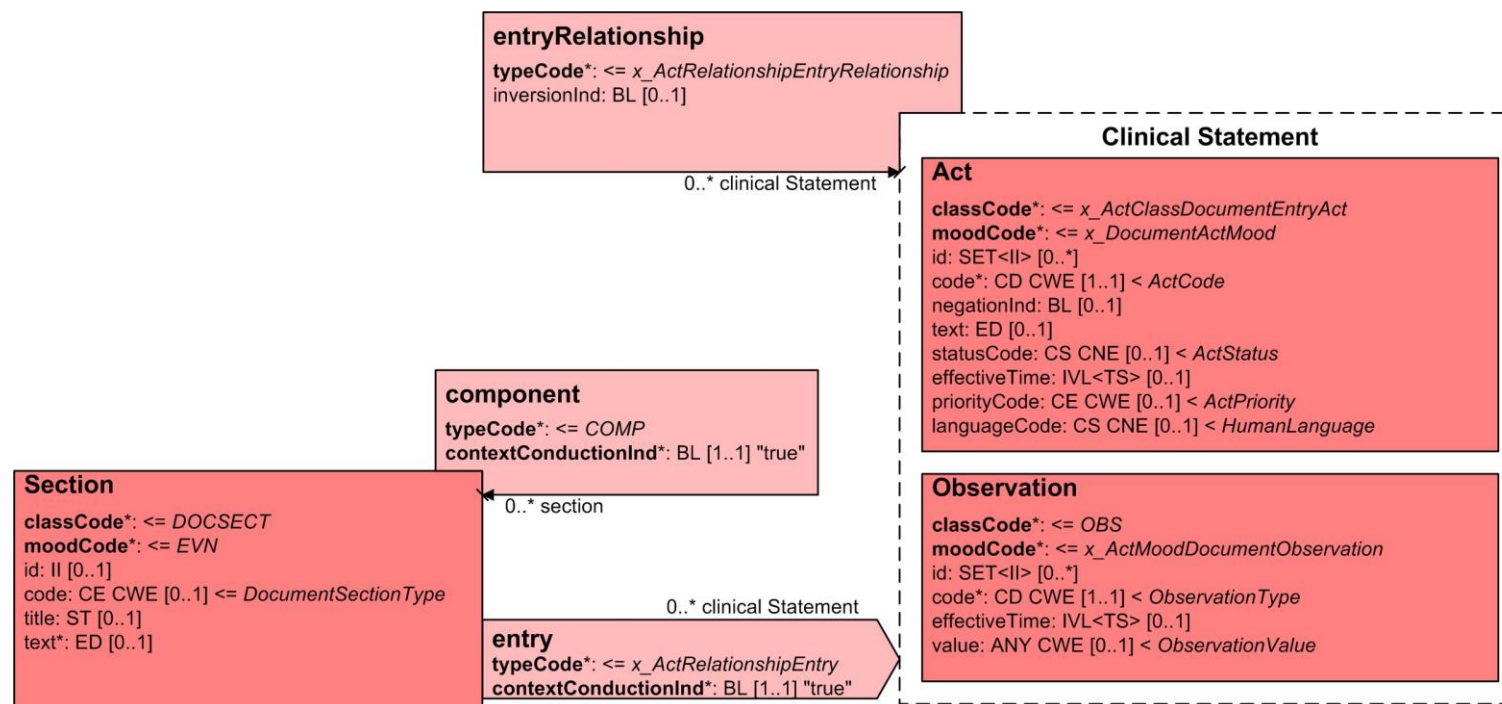 entryRelationship
typeCode*: <= x_ActRelationshipEntryRelationship
inversionInd: BL [0..1]
0..* clinical Statement
Clinical Statement
Act
classCode*: <= x_ActClassDocumentEntryAct
moodCode*: <= x_DocumentActMood
id: SET<II> [0..*]
code*: CD CWE [1..1] < ActCode
negationInd: BL [0..1]
text: ED [0..1]
statusCode: CS CNE [0..1] < ActStatus
effectiveTime: IVL<TS> [0..1]
priorityCode: CE CWE [0..1] < ActPriority
languageCode: CS CNE [0..1] < HumanLanguage
component
typeCode*: <= COMP
contextConductionInd*: BL [1..1] "true"
0..* section
Section
classCode*: <= DOCSECT
moodCode*: <= EVN
id: II [0..1]
code: CE CWE [0..1] <= DocumentSectionType
title: ST [0..1]
text*: ED [0..1]
Observation
classCode*: <= OBS
moodCode*: <= x_ActMoodDocumentObservation
id: SET<II> [0..*]
code*: CD CWE [1..1] < ObservationType
effectiveTime: IVL<TS> [0..1]
value: ANY CWE [0..1] < ObservationValue
0..* clinical Statement
entry
typeCode*: <= x_ActRelationshipEntry
contextConductionInd*: BL [1..1] "true"